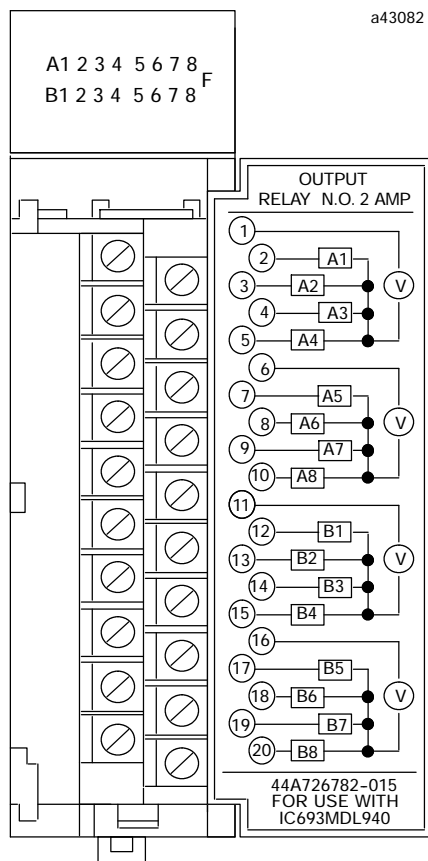 a43082
A1 2 3 4 5 6 7 8
F
B1 2 3 4 5 6 7 8
OUTPUT
RELAY N.O. 2 AMP
1
2 A1
3 A2 V
4 A3
5 A4
6
7 A5
8 A6 V
9 A7
10 A8
11
12 B1
13 B2 V
14 B3
15 B4
16
17 B5
18 B6 V
19 B7
20 B8
44A726782-015
FOR USE WITH
IC693MDL940